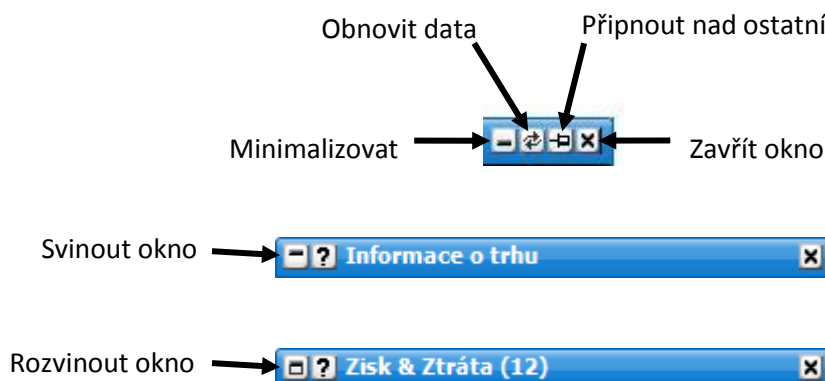 Obnovit data
Připnout nad ostatní
Minimalizovat
Zavřít okno
Svinout okno
? Informace o trhu
Rozvinout okno
? Zisk & Ztráta (12)